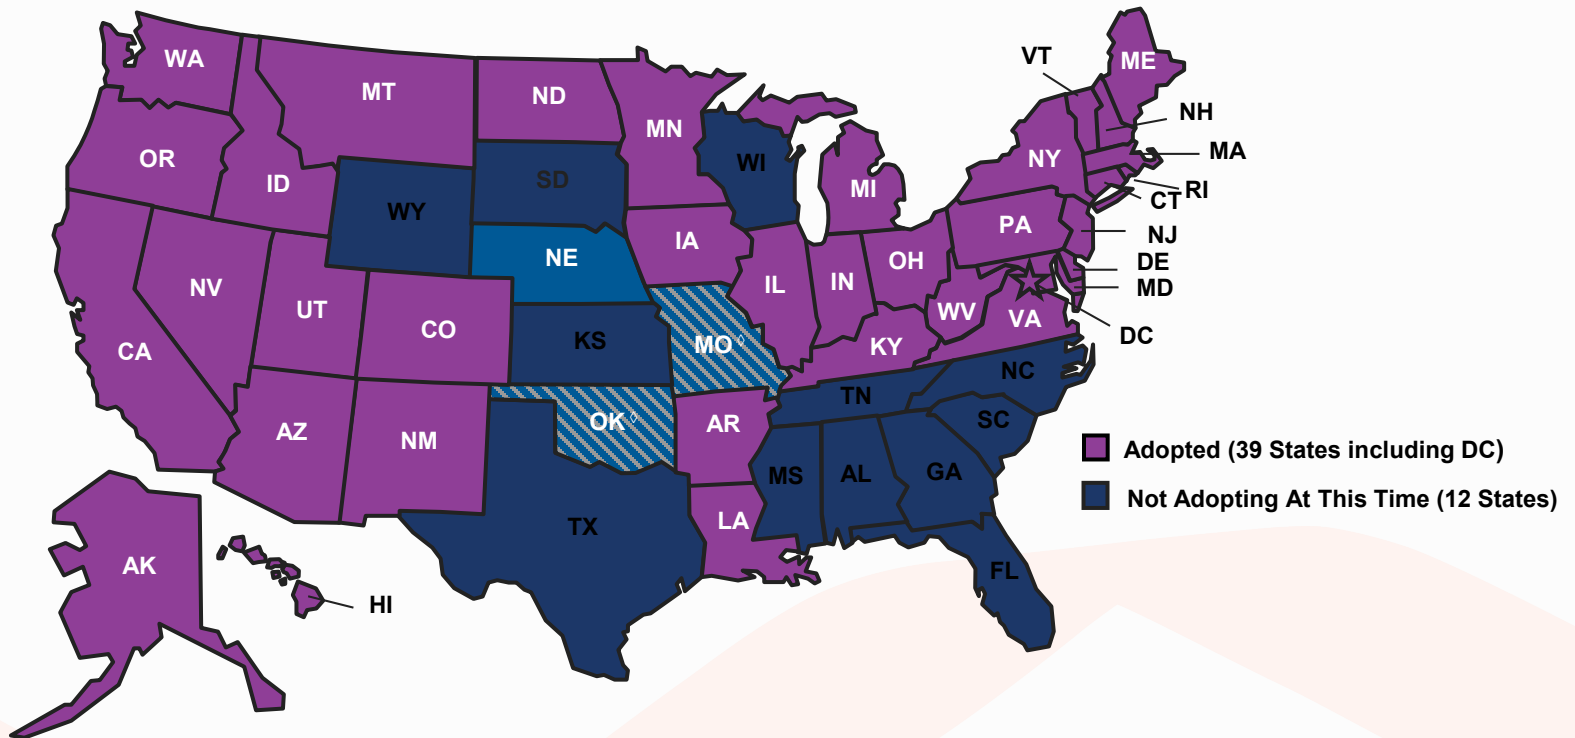 WA
MT
ND
MN
VT
ME
NH
MA
OR
ID
WY
SD
WI
MI
NY
RI
CT
NV
UT
CO
NE
IA
IL
IN
OH
PA
NJ
DE
MD
DC
CA
KS
MO◊
KY
WV
VA
AZ
NM
OK◊
AR
TN
NC
SC
MS
AL
GA
LA
TX
FL
AK
HI
Adopted (39 States including DC)
Not Adopting At This Time (12 States)